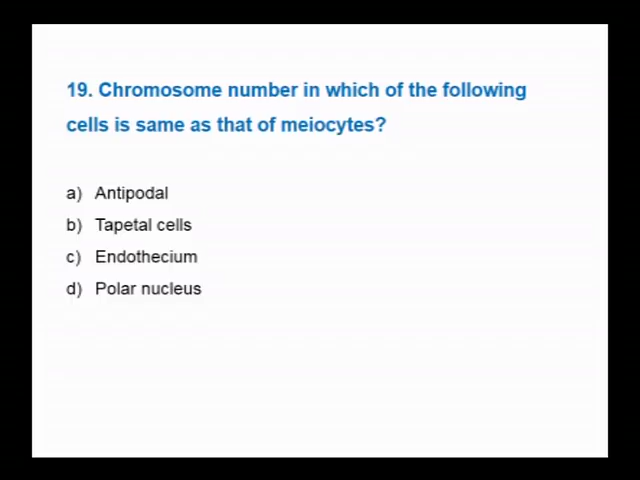 19. Chromosome number in which of the following
cells is same as that of meiocytes?
a) Antipodal
b) Tapetal cells
c) Endothecium
d) Polar nucleus